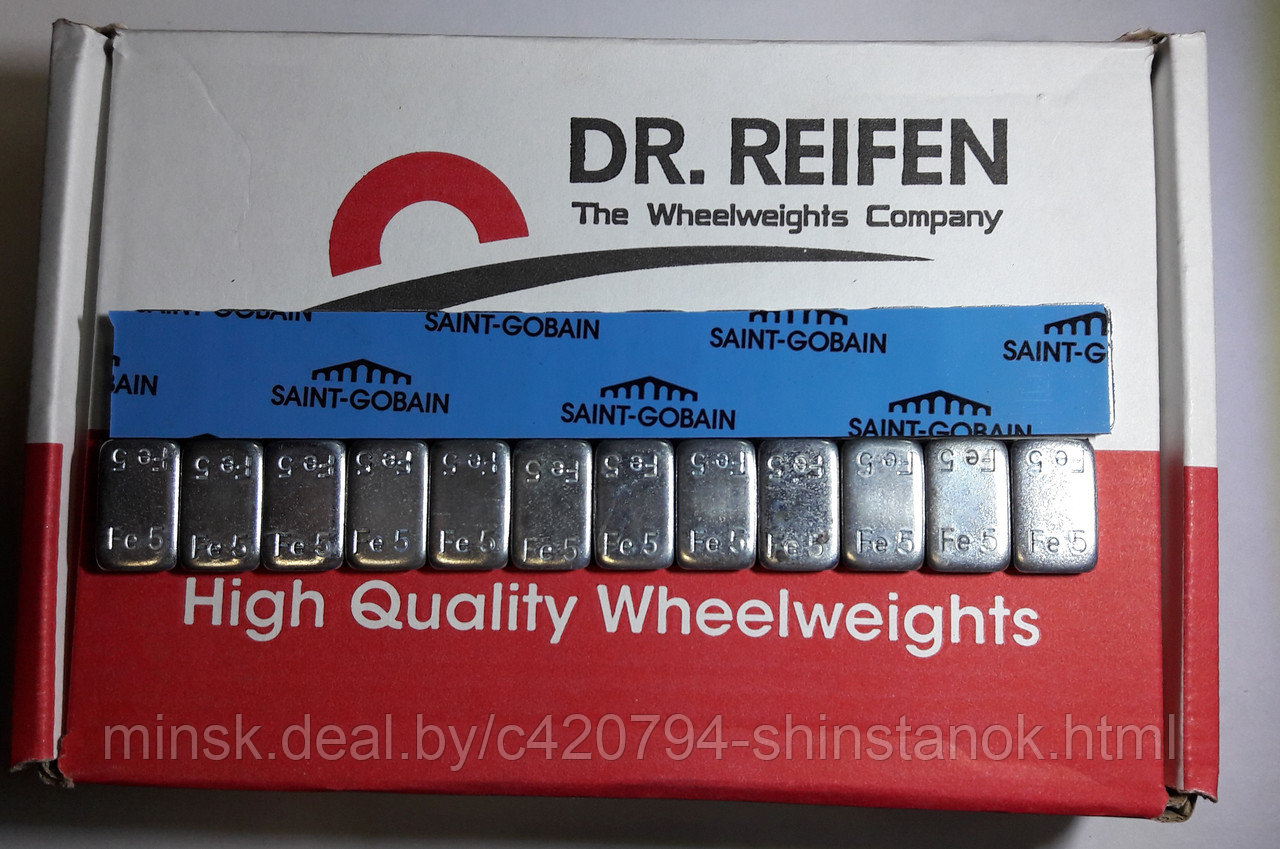 DR. REIFEN
The Wheelweights Company
SAINT-GOBAIN SAINT-GOBAIN SAINT-GOBAIN SAINT-G
BAIN SAINT-GOBAIN SAINT-GOBAIN SAINT-GOBAIN
Fe 5 Fe 5 Fe 5 Fe 5 Fe 5 Fe 5 Fe 5 Fe 5 Fe 5 Fe 5 Fe 5 Fe 5
Fe 5 Fe 5 Fe 5 Fe 5 Fe 5 Fe 5 Fe 5 Fe 5 Fe 5 Fe 5 Fe 5 Fe 5
High Quality Wheelweights
minsk.deal.by/c420794-shinstanok.html